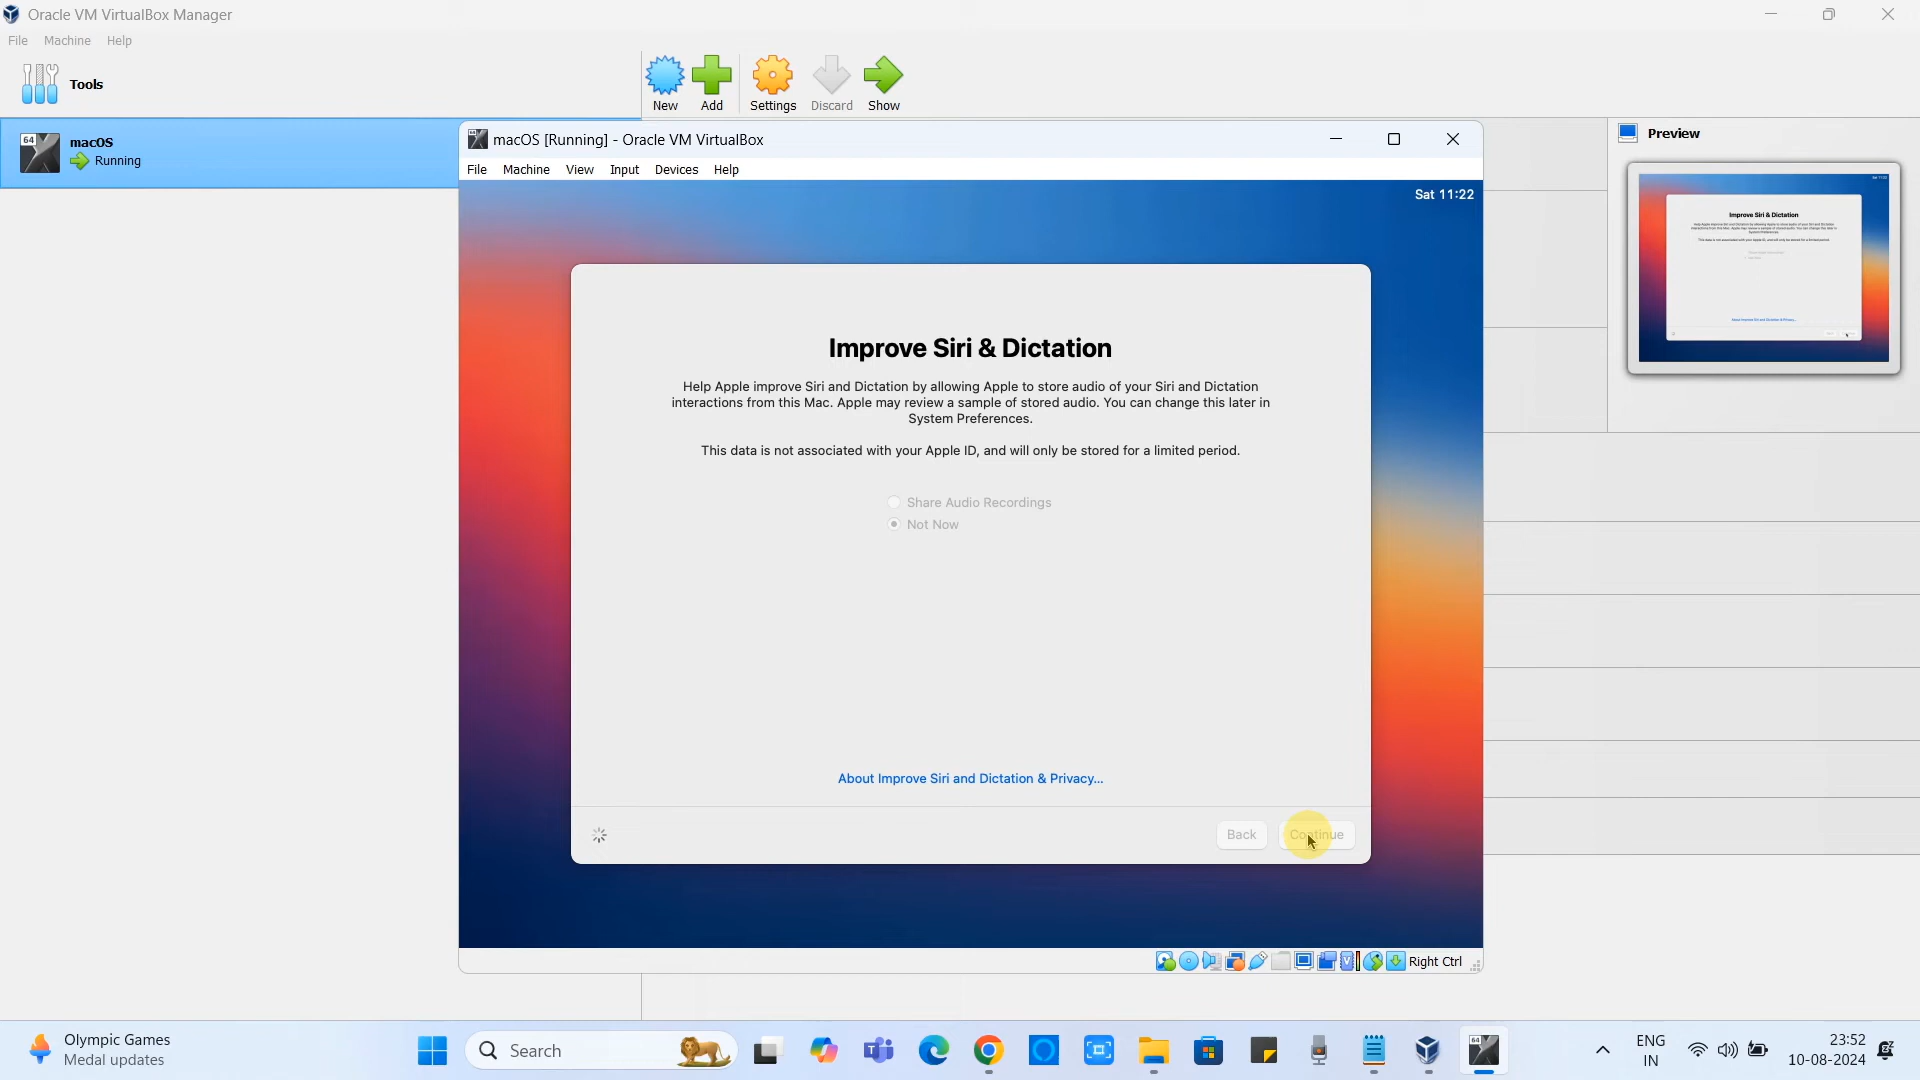 Oracle VM VirtualBox Manager
File Machine Help
Tools
New Add Settings Discard Show
64 macOS
Running
macOS [Running] - Oracle VM VirtualBox
File Machine View Input Devices Help
Sat 11:22
Improve Siri & Dictation
Help Apple improve Siri and Dictation by allowing Apple to store audio of your Siri and Dictation
interactions from this Mac. Apple may review a sample of stored audio. You can change this later in
System Preferences.
This data is not associated with your Apple ID, and will only be stored for a limited period.
Share Audio Recordings
Not Now
About Improve Siri and Dictation & Privacy...
Back Continue
Right Ctrl
Preview
Improve Siri & Dictation
Olympic Games
Medal updates
Search
ENG
IN
23:52
10-08-2024